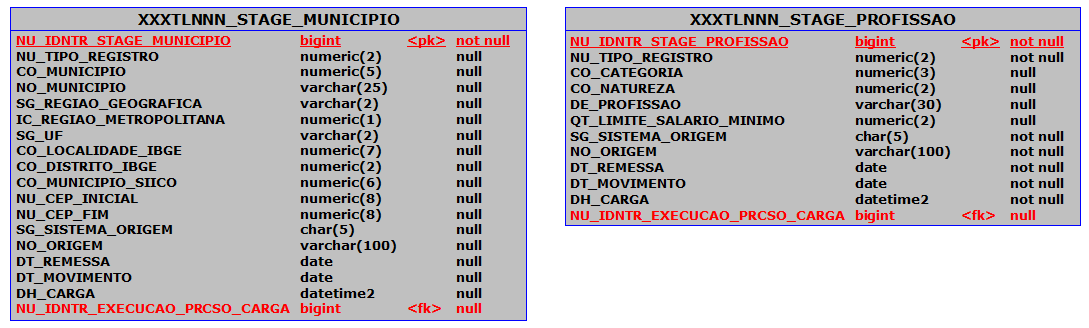 XXXTLNNN_STAGE_MUNICIPIO
NU_IDNTR_STAGE_MUNICIPIO bigint <pk> not null
NU_TIPO_REGISTRO numeric(2) null
CO_MUNICIPIO numeric(5) null
NO_MUNICIPIO varchar(25) null
SG_REGIAO_GEOGRAFICA varchar(2) null
IC_REGIAO_METROPOLITANA numeric(1) null
SG_UF varchar(2) null
CO_LOCALIDADE_IBGE numeric(7) null
CO_DISTRITO_IBGE numeric(2) null
CO_MUNICIPIO_SIICO numeric(6) null
NU_CEP_INICIAL numeric(8) null
NU_CEP_FIM numeric(8) null
SG_SISTEMA_ORIGEM char(5) null
NO_ORIGEM varchar(100) null
DT_REMESSA date null
DT_MOVIMENTO date null
DH_CARGA datetime2 null
NU_IDNTR_EXECUCAO_PRCSO_CARGA bigint <fk> null
XXXTLNNN_STAGE_PROFISSAO
NU_IDNTR_STAGE_PROFISSAO bigint <pk> not null
NU_TIPO_REGISTRO numeric(2) not null
CO_CATEGORIA numeric(3) null
CO_NATUREZA numeric(2) null
DE_PROFISSAO varchar(30) null
QT_LIMITE_SALARIO_MINIMO numeric(2) null
SG_SISTEMA_ORIGEM char(5) not null
NO_ORIGEM varchar(100) not null
DT_REMESSA date not null
DT_MOVIMENTO date not null
DH_CARGA datetime2 not null
NU_IDNTR_EXECUCAO_PRCSO_CARGA bigint <fk> null